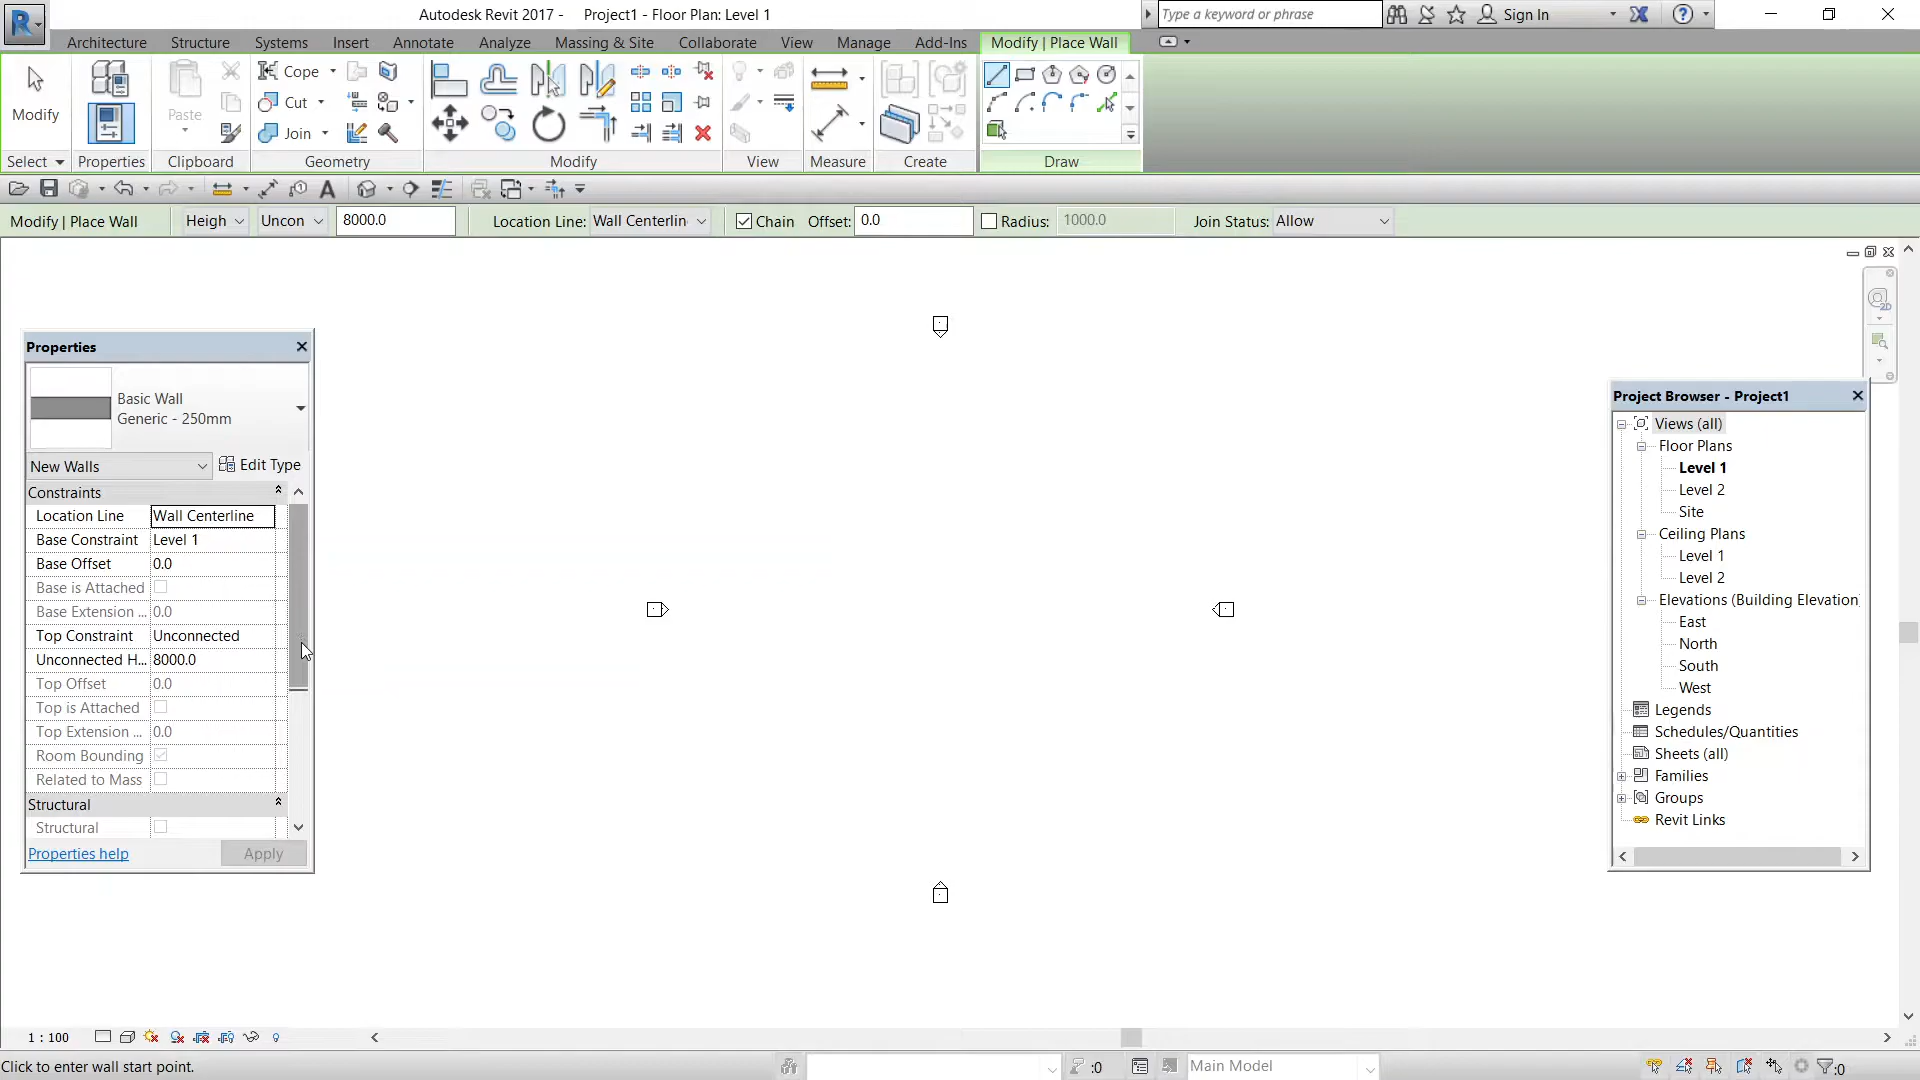 Autodesk Revit 2017 - Project1 - Floor Plan: Level 1
Type a keyword or phrase
Sign In
Architecture Structure Systems Insert Annotate Analyze Massing & Site Collaborate View Manage Add-Ins Modify | Place Wall
Modify
Paste
Cope
Cut
Join
Select Properties Clipboard Geometry Modify View Measure Create Draw
Modify | Place Wall Heigh Uncon 8000.0 Location Line: Wall Centerlin Chain Offset: 0.0 Radius: 1000.0 Join Status: Allow
2D
Properties
Basic Wall
Generic - 250mm
New Walls Edit Type
Constraints
Location Line Wall Centerline
Base Constraint Level 1
Base Offset 0.0
Base is Attached
Base Extension ... 0.0
Top Constraint Unconnected
Unconnected H... 8000.0
Top Offset 0.0
Top is Attached
Top Extension ... 0.0
Room Bounding
Related to Mass
Structural
Structural
Properties help Apply
Project Browser - Project1
Views (all)
Floor Plans
Level 1
Level 2
Site
Ceiling Plans
Level 1
Level 2
Elevations (Building Elevation
East
North
South
West
Legends
Schedules/Quantities
Sheets (all)
Families
Groups
Revit Links
1 : 100
Click to enter wall start point. :0 Main Model :0